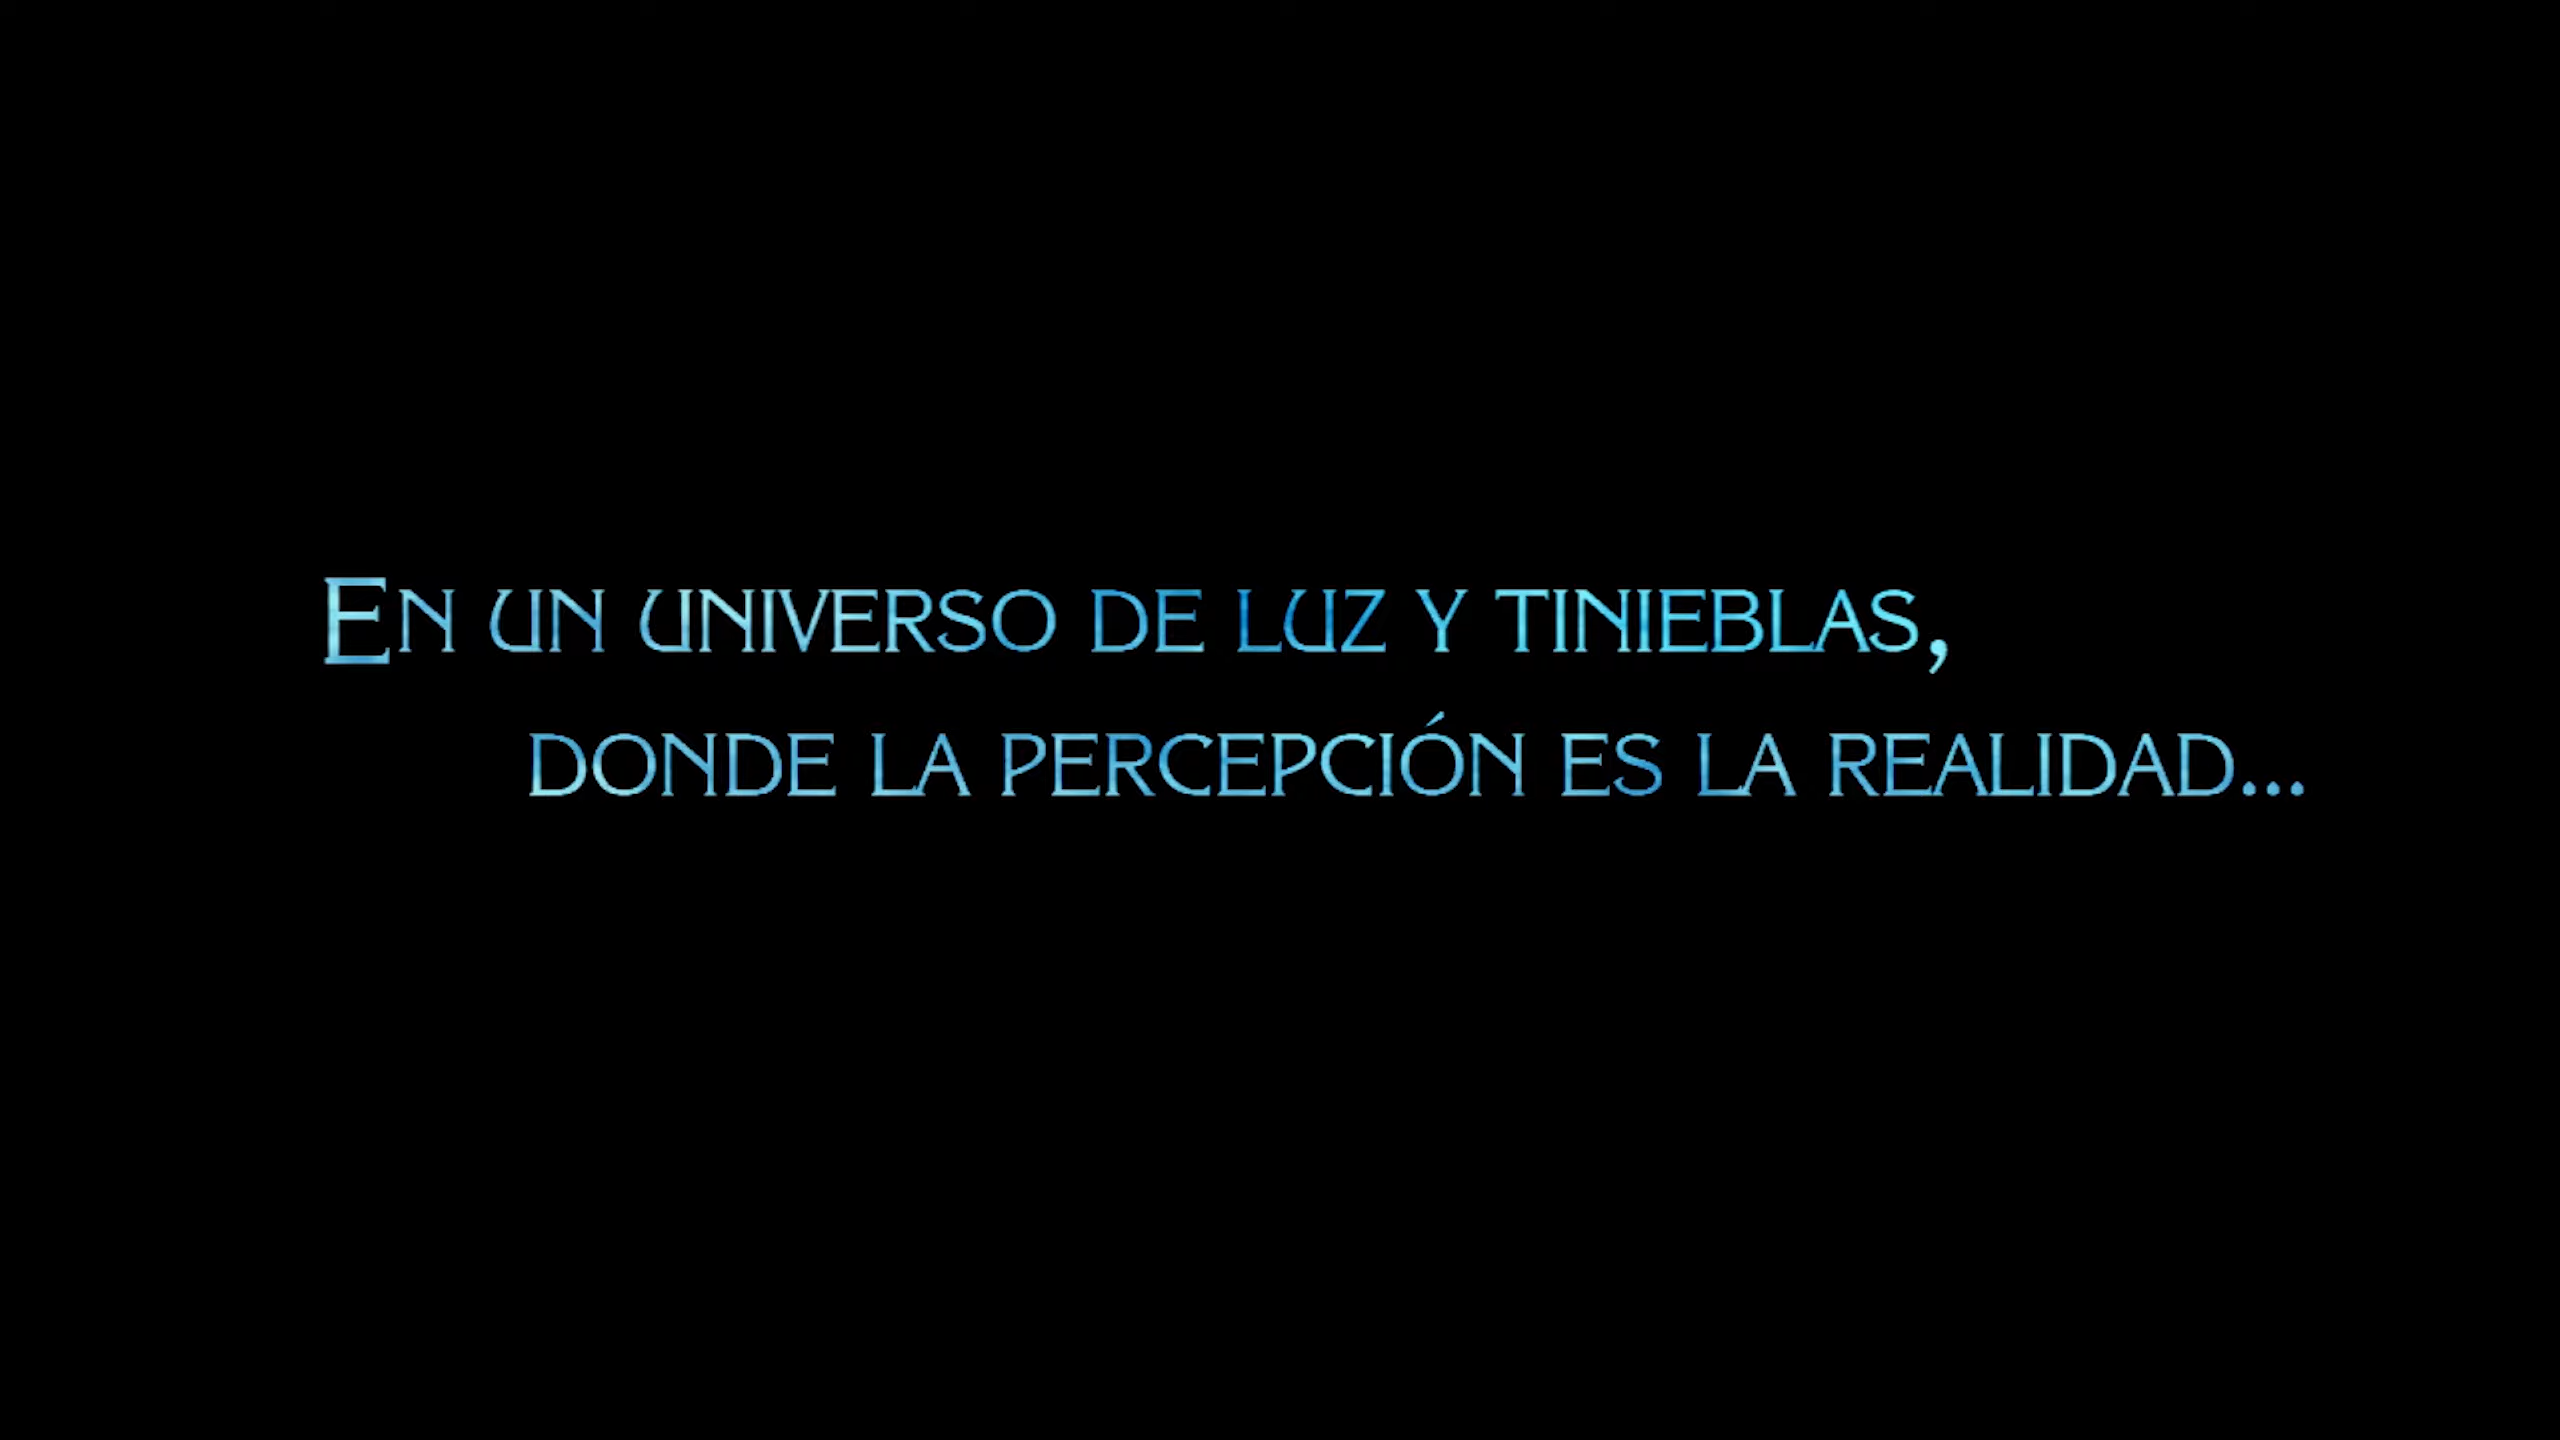 En un universo de luz y tinieblas,
donde la percepción es la realidad...